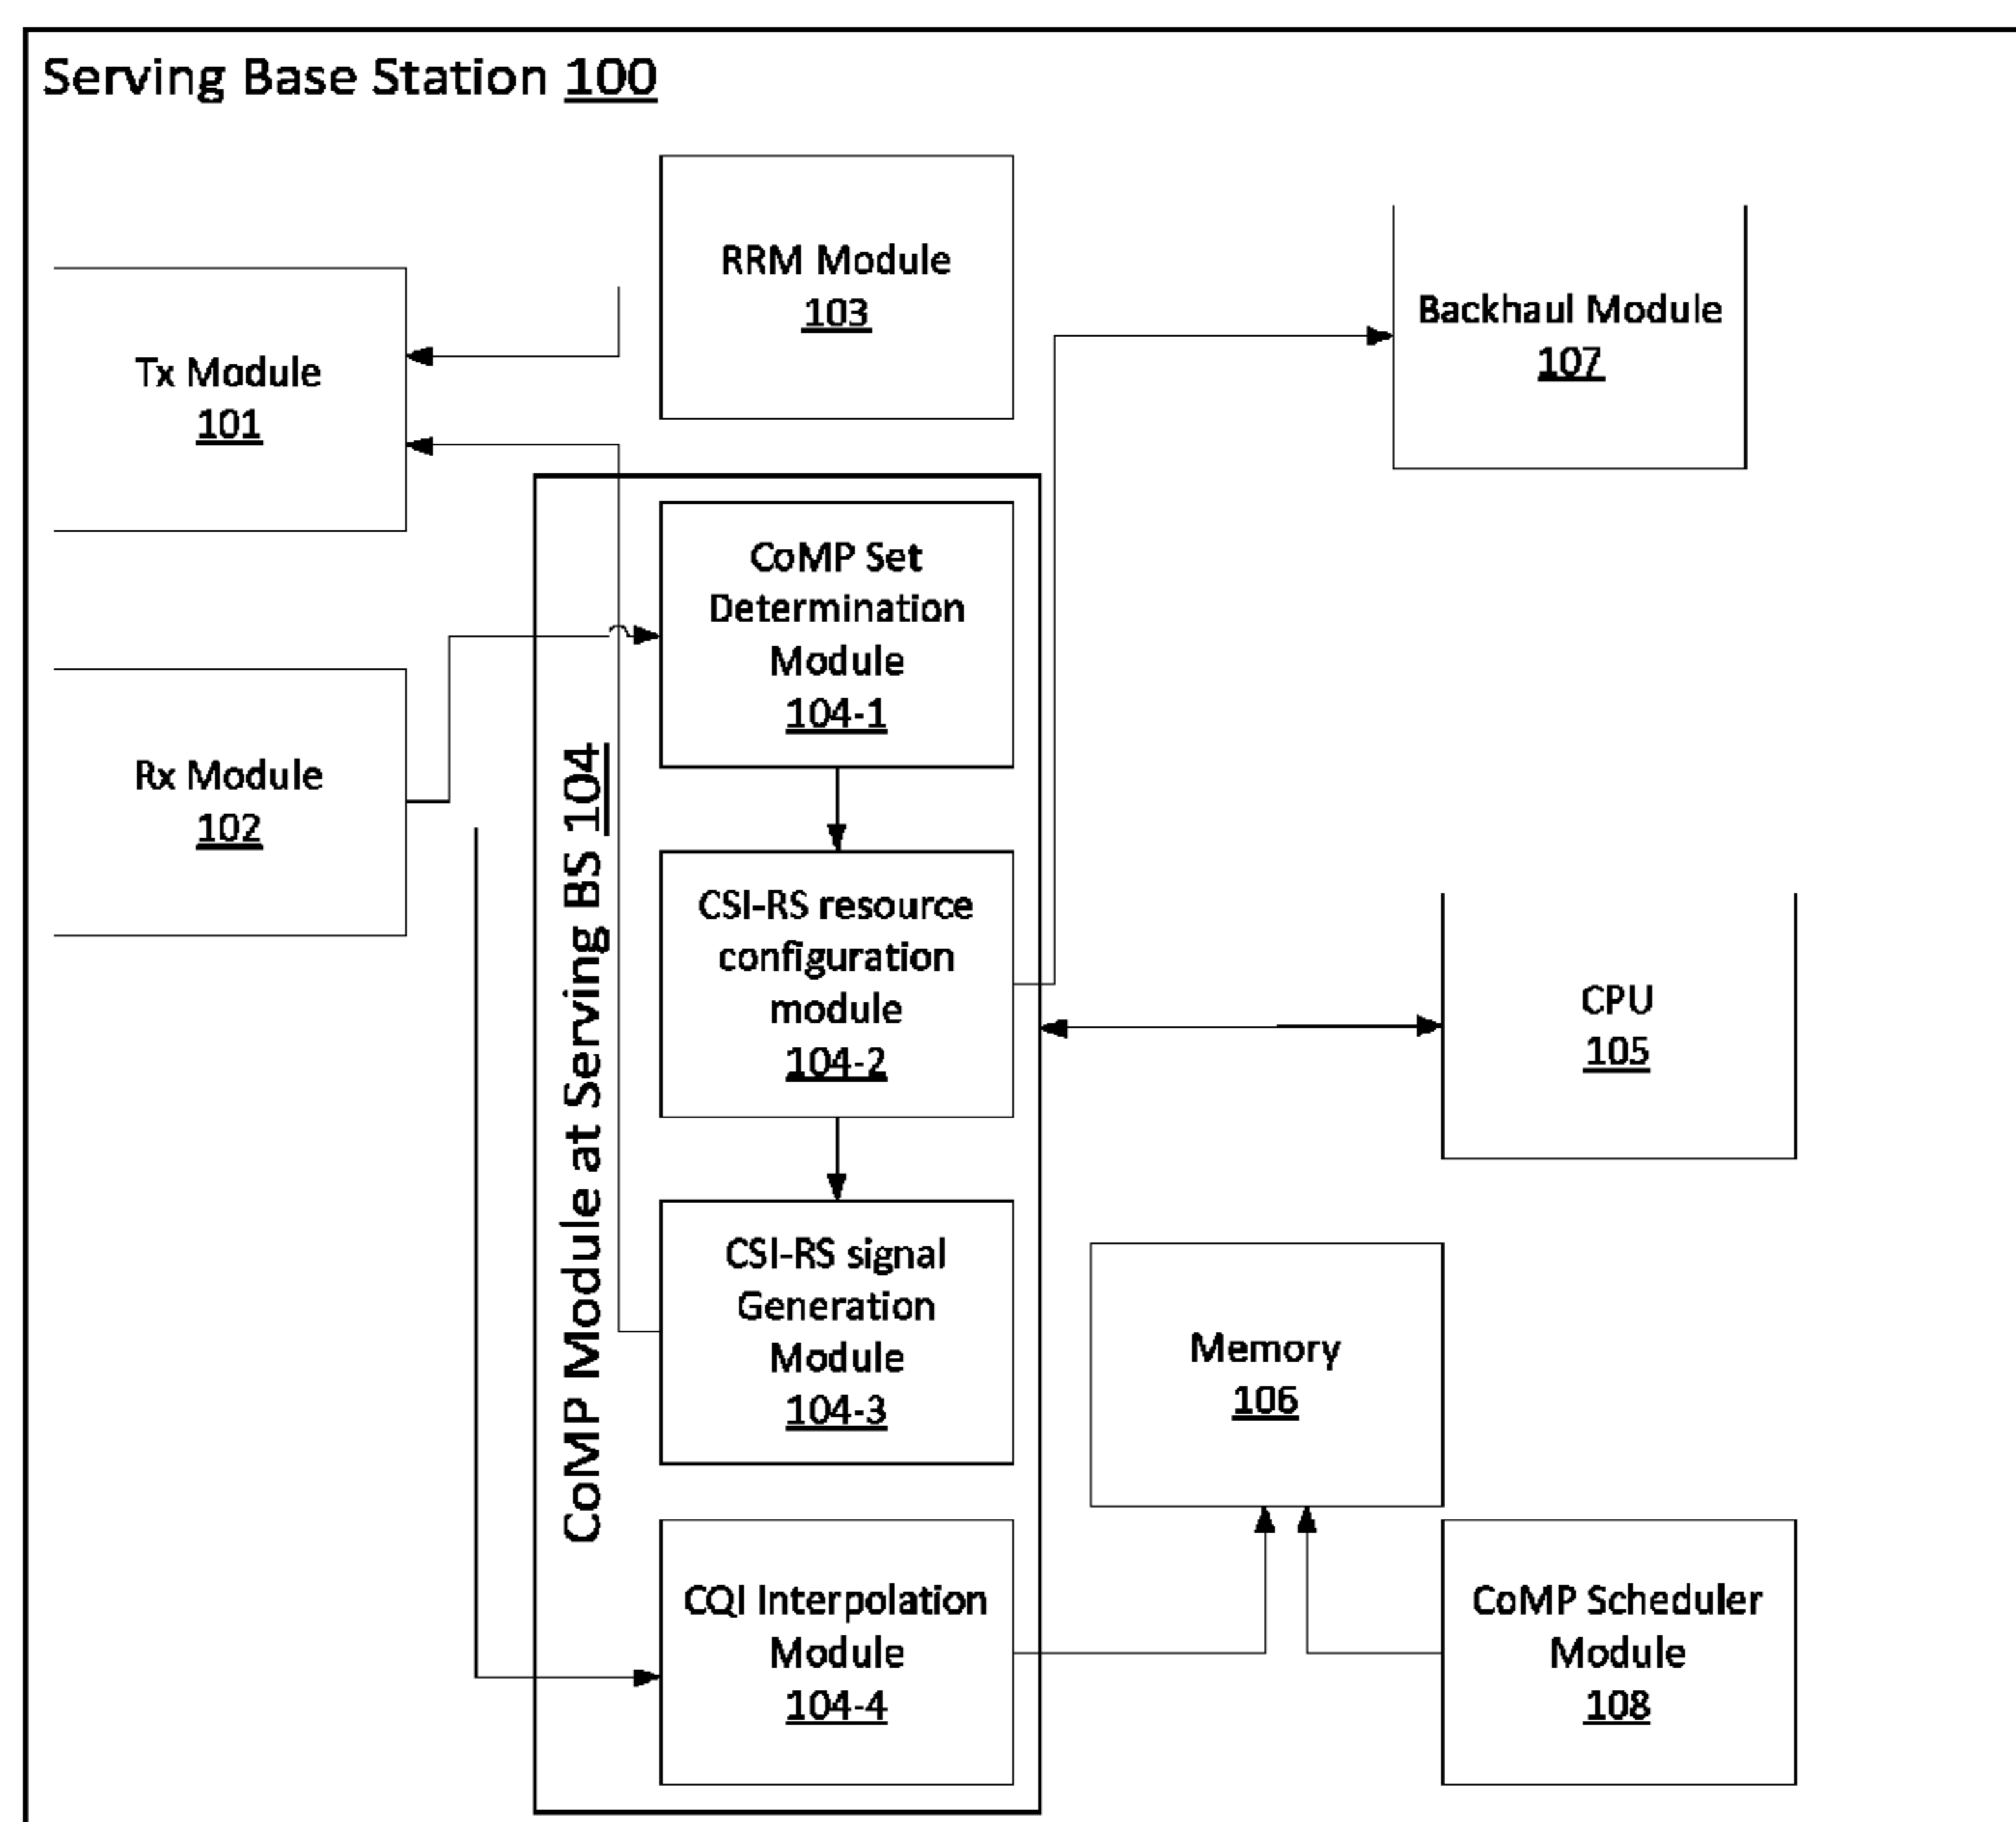 Serving Base Station 100
RRM Module
103
Backhaul Module
107
Tx Module
101
CoMP Set
Determination
Module
104-1
Rx Module
102
CoMP Module at Serving BS 104
CSI-RS resource
configuration
module
104-2
CPU
105
CSI-RS signal
Generation
Module
104-3
Memory
106
CQI Interpolation
Module
104-4
CoMP Scheduler
Module
108